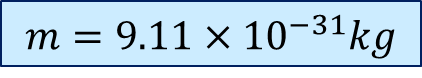 m = 9.11 × 10⁻³¹kg